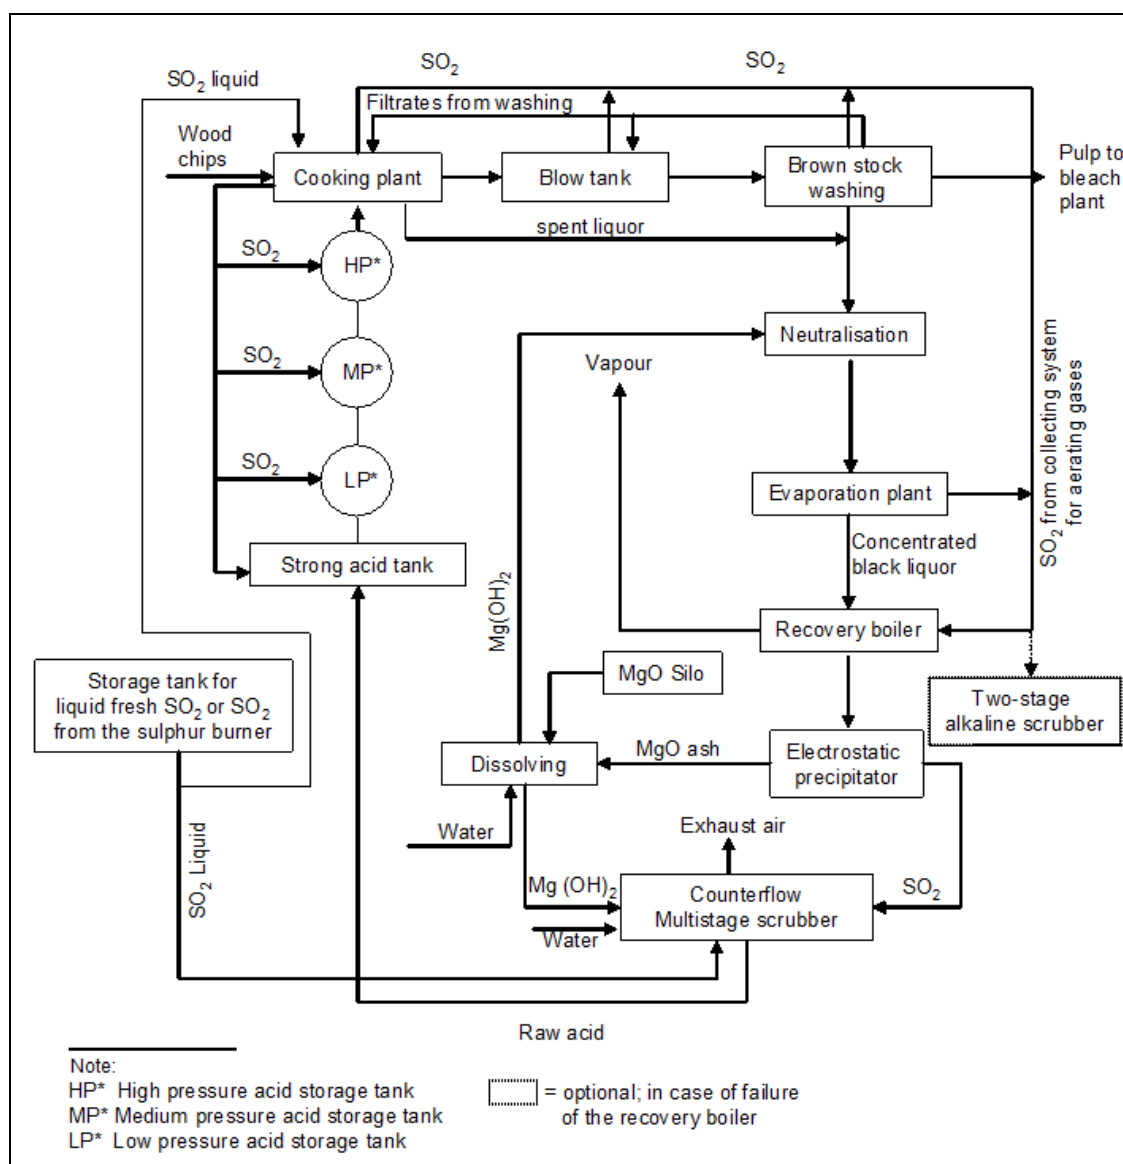 SO2
SO2
SO2 liquid
Filtrates from washing
Wood
chips
Cooking plant
Blow tank
Brown stock
washing
Pulp to
bleach
plant
spent liquor
SO2
HP*
Neutralisation
SO2
MP*
Vapour
SO2
LP*
Evaporation plant
SO2 from collecting system
for aerating gases
Strong acid tank
Concentrated
black liquor
Mg(OH)2
Recovery boiler
Storage tank for
liquid fresh SO2 or SO2
from the sulphur burner
MgO Silo
Two-stage
alkaline scrubber
Dissolving
MgO ash
Electrostatic
precipitator
Water
Exhaust air
SO2 Liquid
Mg (OH)2
Counterflow
Multistage scrubber
SO2
Water
Raw acid
Note:
HP* High pressure acid storage tank
MP* Medium pressure acid storage tank
LP* Low pressure acid storage tank
= optional; in case of failure
of the recovery boiler